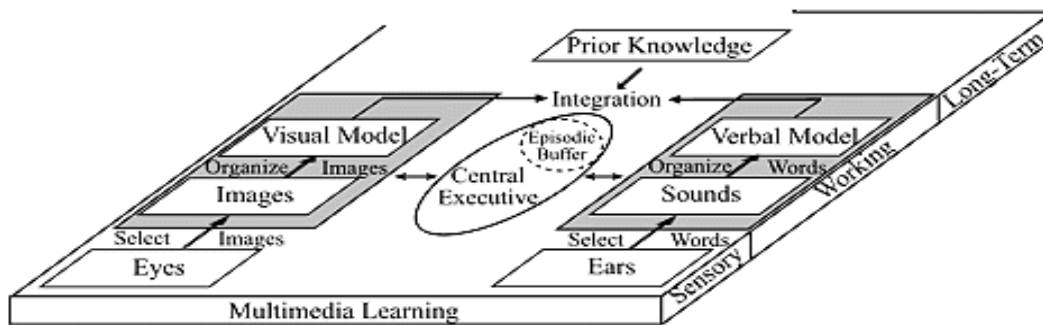 Prior Knowledge
Integration
Long-Term
Visual Model
Episodic
Buffer
Verbal Model
Organize Images
Central
Executive
Organize Words
Working
Images
Sounds
Select Images
Select Words
Eyes
Ears
Sensory
Multimedia Learning